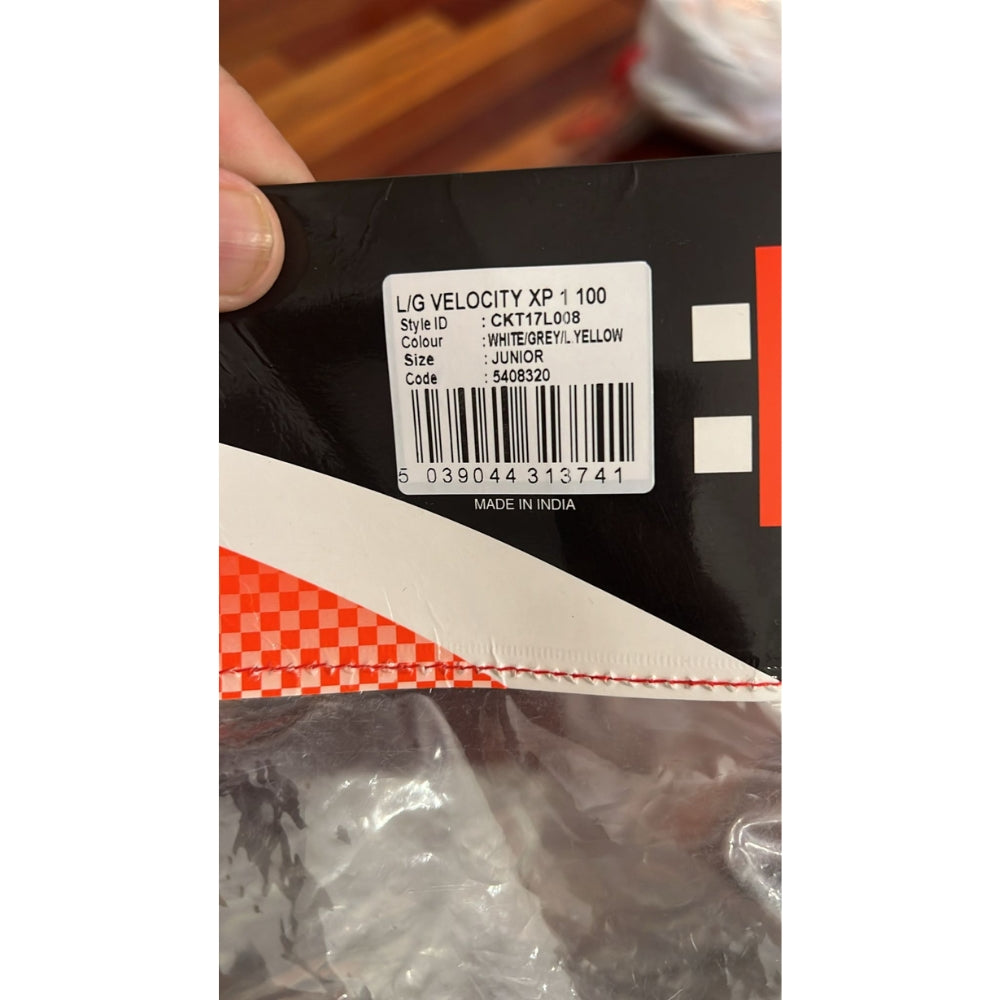 L/G VELOCITY XP 1 100
Style ID : CKT17L008
Colour : WHITE/GREY/L.YELLOW
Size : JUNIOR
Code : 5408320
5 039044 313741
MADE IN INDIA